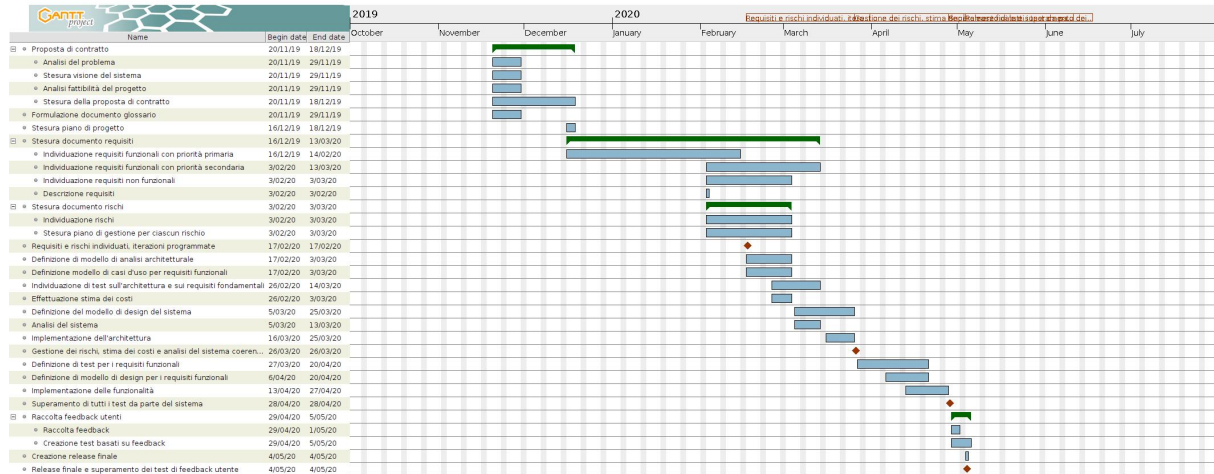 GANTT
project
2019
2020
Requisiti e rischi individuati, ite
Gestione dei rischi, stima dei
October
November
December
January
February
March
April
May
June
July
Name
Begin date
End date
Proposta di contratto 20/11/19 18/12/19
Analisi del problema 20/11/19 29/11/19
Stesura visione del sistema 20/11/19 29/11/19
Analisi fattibilità del progetto 20/11/19 29/11/19
Stesura della proposta di contratto 20/11/19 18/12/19
Formulazione documento glossario 20/11/19 29/11/19
Stesura piano di progetto 16/12/19 18/12/19
Stesura documento requisiti 16/12/19 13/03/20
Individuazione requisiti funzionali con priorità primaria 16/12/19 14/02/20
Individuazione requisiti funzionali con priorità secondaria 3/02/20 13/03/20
Individuazione requisiti non funzionali 3/02/20 3/03/20
Descrizione requisiti 3/02/20 3/02/20
Stesura documento rischi 3/02/20 3/03/20
Individuazione rischi 3/02/20 3/03/20
Stesura piano di gestione per ciascun rischio 3/02/20 3/03/20
Requisiti e rischi individuati, iterazioni programmate 17/02/20 17/02/20
Definizione di modello di analisi architetturale 17/02/20 3/03/20
Definizione modello di casi d'uso per requisiti funzionali 17/02/20 3/03/20
Individuazione di test sull'architettura e sui requisiti fondamentali 26/02/20 14/03/20
Effettuazione stima dei costi 26/02/20 3/03/20
Definizione del modello di design del sistema 5/03/20 25/03/20
Analisi del sistema 5/03/20 13/03/20
Implementazione dell'architettura 16/03/20 25/03/20
Gestione dei rischi, stima dei costi e analisi del sistema coeren... 26/03/20 26/03/20
Definizione di test per i requisiti funzionali 27/03/20 20/04/20
Definizione di modello di design per i requisiti funzionali 6/04/20 20/04/20
Implementazione delle funzionalità 13/04/20 27/04/20
Superamento di tutti i test da parte del sistema 28/04/20 28/04/20
Raccolta feedback utenti 29/04/20 5/05/20
Raccolta feedback 29/04/20 1/05/20
Creazione test basati su feedback 29/04/20 5/05/20
Creazione release finale 4/05/20 4/05/20
Release finale e superamento dei test di feedback utente 4/05/20 4/05/20